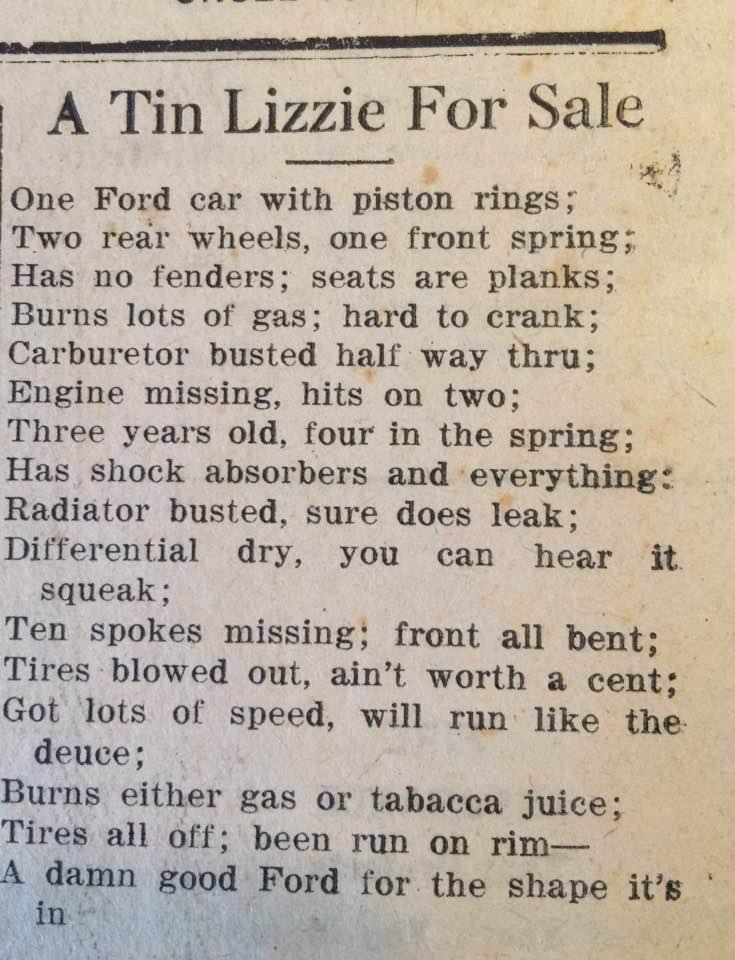 A Tin Lizzie For Sale
One Ford car with piston rings;
Two rear wheels, one front spring;
Has no fenders; seats are planks;
Burns lots of gas; hard to crank;
Carburetor busted half way thru;
Engine missing, hits on two;
Three years old, four in the spring;
Has shock absorbers and everything:
Radiator busted, sure does leak;
Differential dry, you can hear it
squeak;
Ten spokes missing; front all bent;
Tires blowed out, ain't worth a cent;
Got lots of speed, will run like the
deuce;
Burns either gas or tabacca juice;
Tires all off; been run on rim—
A damn good Ford for the shape it's
in